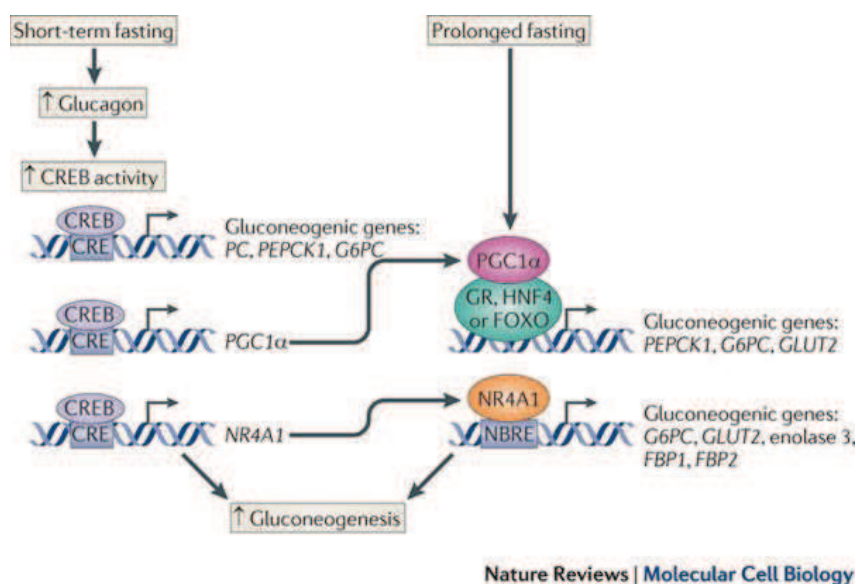 Short-term fasting
Prolonged fasting
↑ Glucagon
↑ CREB activity
CREB
CRE
Gluconeogenic genes:
PC, PEPCK1, G6PC
PGC1α
GR, HNF4
or FOXO
Gluconeogenic genes:
PEPCK1, G6PC, GLUT2
CREB
CRE
PGC1α
CREB
CRE
NR4A1
NR4A1
NBRE
Gluconeogenic genes:
G6PC, GLUT2, enolase 3,
FBP1, FBP2
↑ Gluconeogenesis
Nature Reviews | Molecular Cell Biology